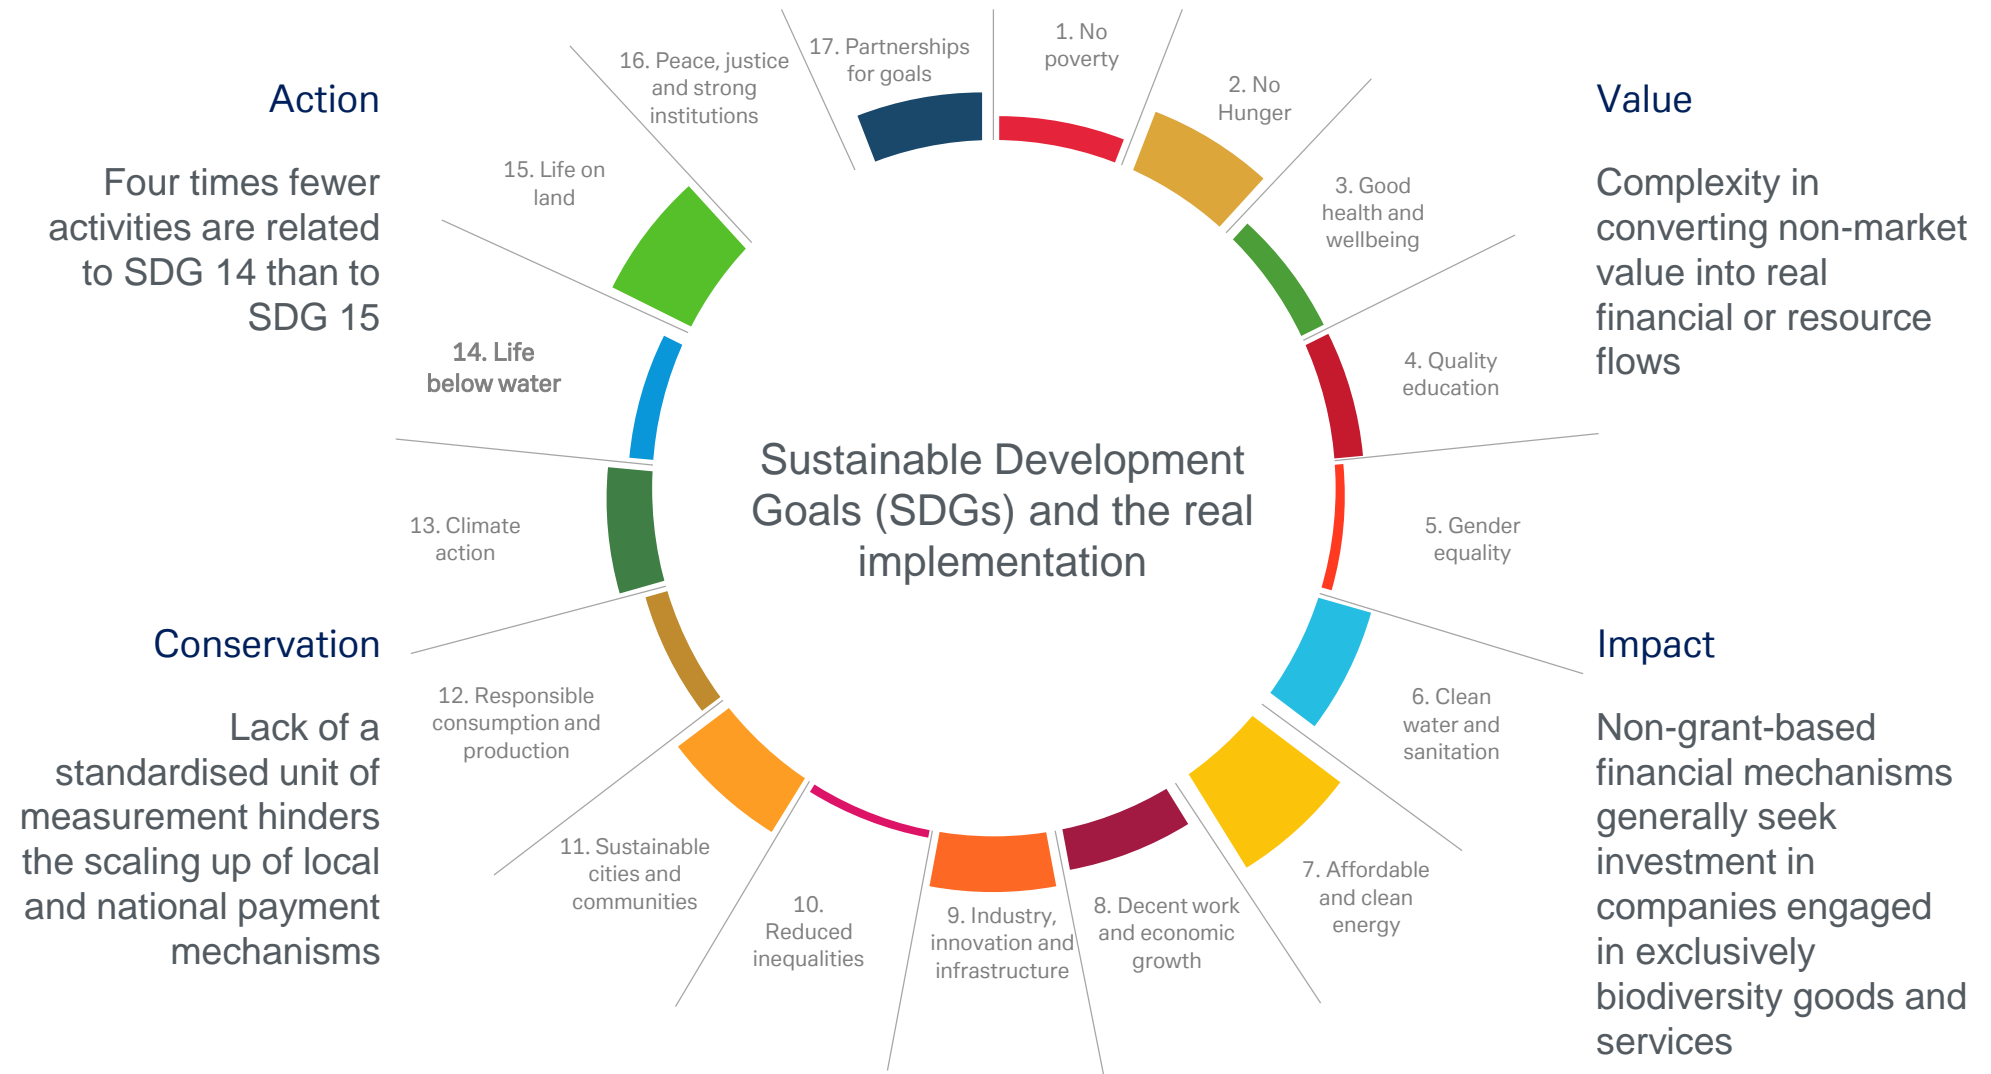 Action
Four times fewer
activities are related
to SDG 14 than to
SDG 15
Conservation
Lack of a
standardised unit of
measurement hinders
the scaling up of local
and national payment
mechanisms
Sustainable Development
Goals (SDGs) and the real
implementation
1. No
poverty
2. No
Hunger
3. Good
health and
wellbeing
4. Quality
education
5. Gender
equality
6. Clean
water and
sanitation
7. Affordable
and clean
energy
8. Decent work
and economic
growth
9. Industry,
innovation and
infrastructure
10.
Reduced
inequalities
11. Sustainable
cities and
communities
12. Responsible
consumption and
production
13. Climate
action
14. Life
below water
15. Life on
land
16. Peace, justice
and strong
institutions
17. Partnerships
for goals
Value
Complexity in
converting non-market
value into real
financial or resource
flows
Impact
Non-grant-based
financial mechanisms
generally seek
investment in
companies engaged
in exclusively
biodiversity goods and
services